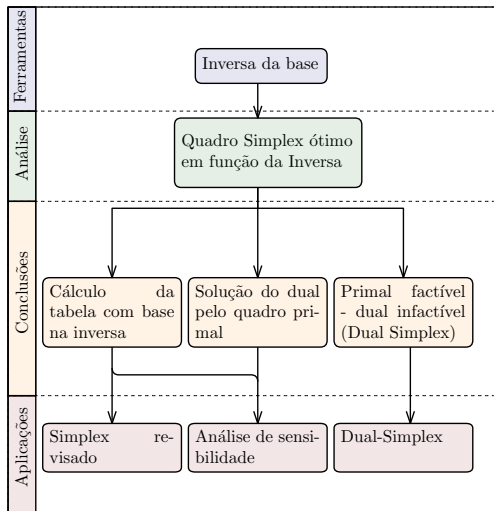 Ferramentas
Inversa da base
Análise
Quadro Simplex ótimo
em função da Inversa
Conclusões
Cálculo da
tabela com base
na inversa
Solução do dual
pelo quadro pri-
mal
Primal factível
- dual infactível
(Dual Simplex)
Aplicações
Simplex re-
visado
Análise de sensi-
bilidade
Dual-Simplex